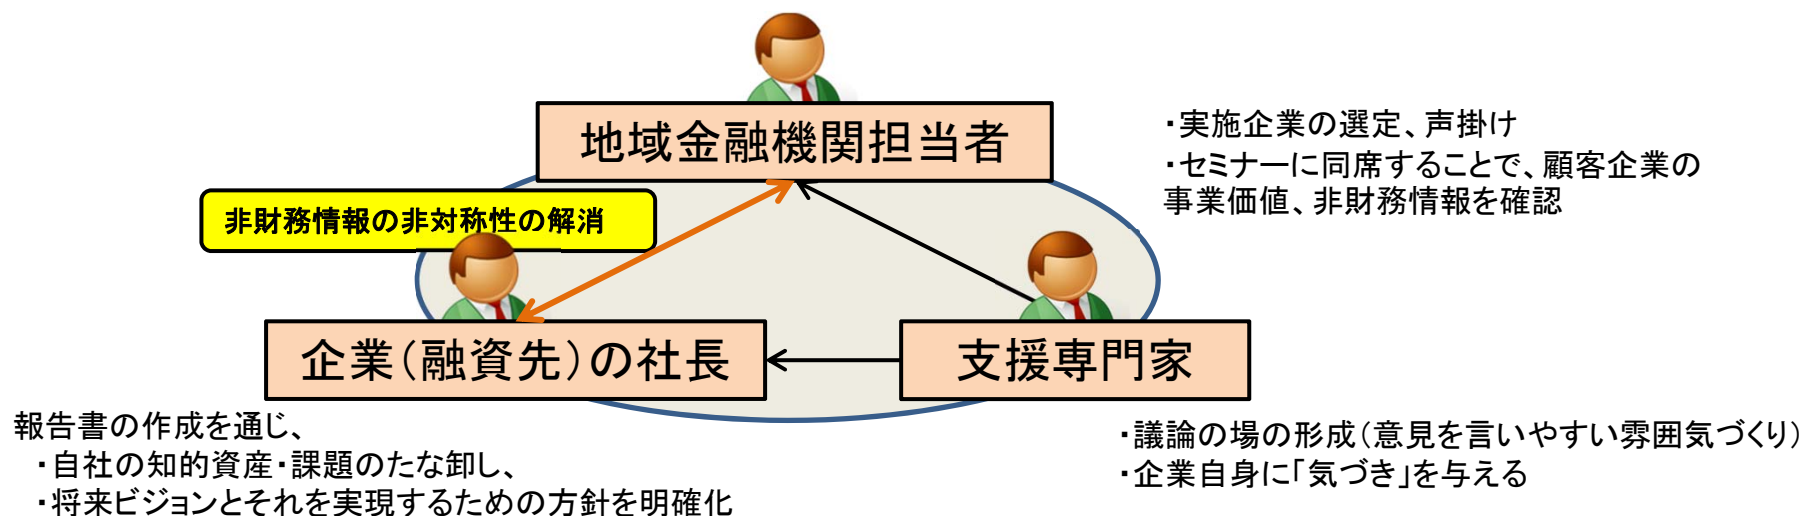 地域金融機関担当者
・実施企業の選定、声掛け
・セミナーに同席することで、顧客企業の
事業価値、非財務情報を確認
非財務情報の非対称性の解消
企業(融資先)の社長
支援専門家
報告書の作成を通じ、
・自社の知的資産・課題のたな卸し、
・将来ビジョンとそれを実現するための方針を明確化
・議論の場の形成(意見を言いやすい雰囲気づくり)
・企業自身に「気づき」を与える